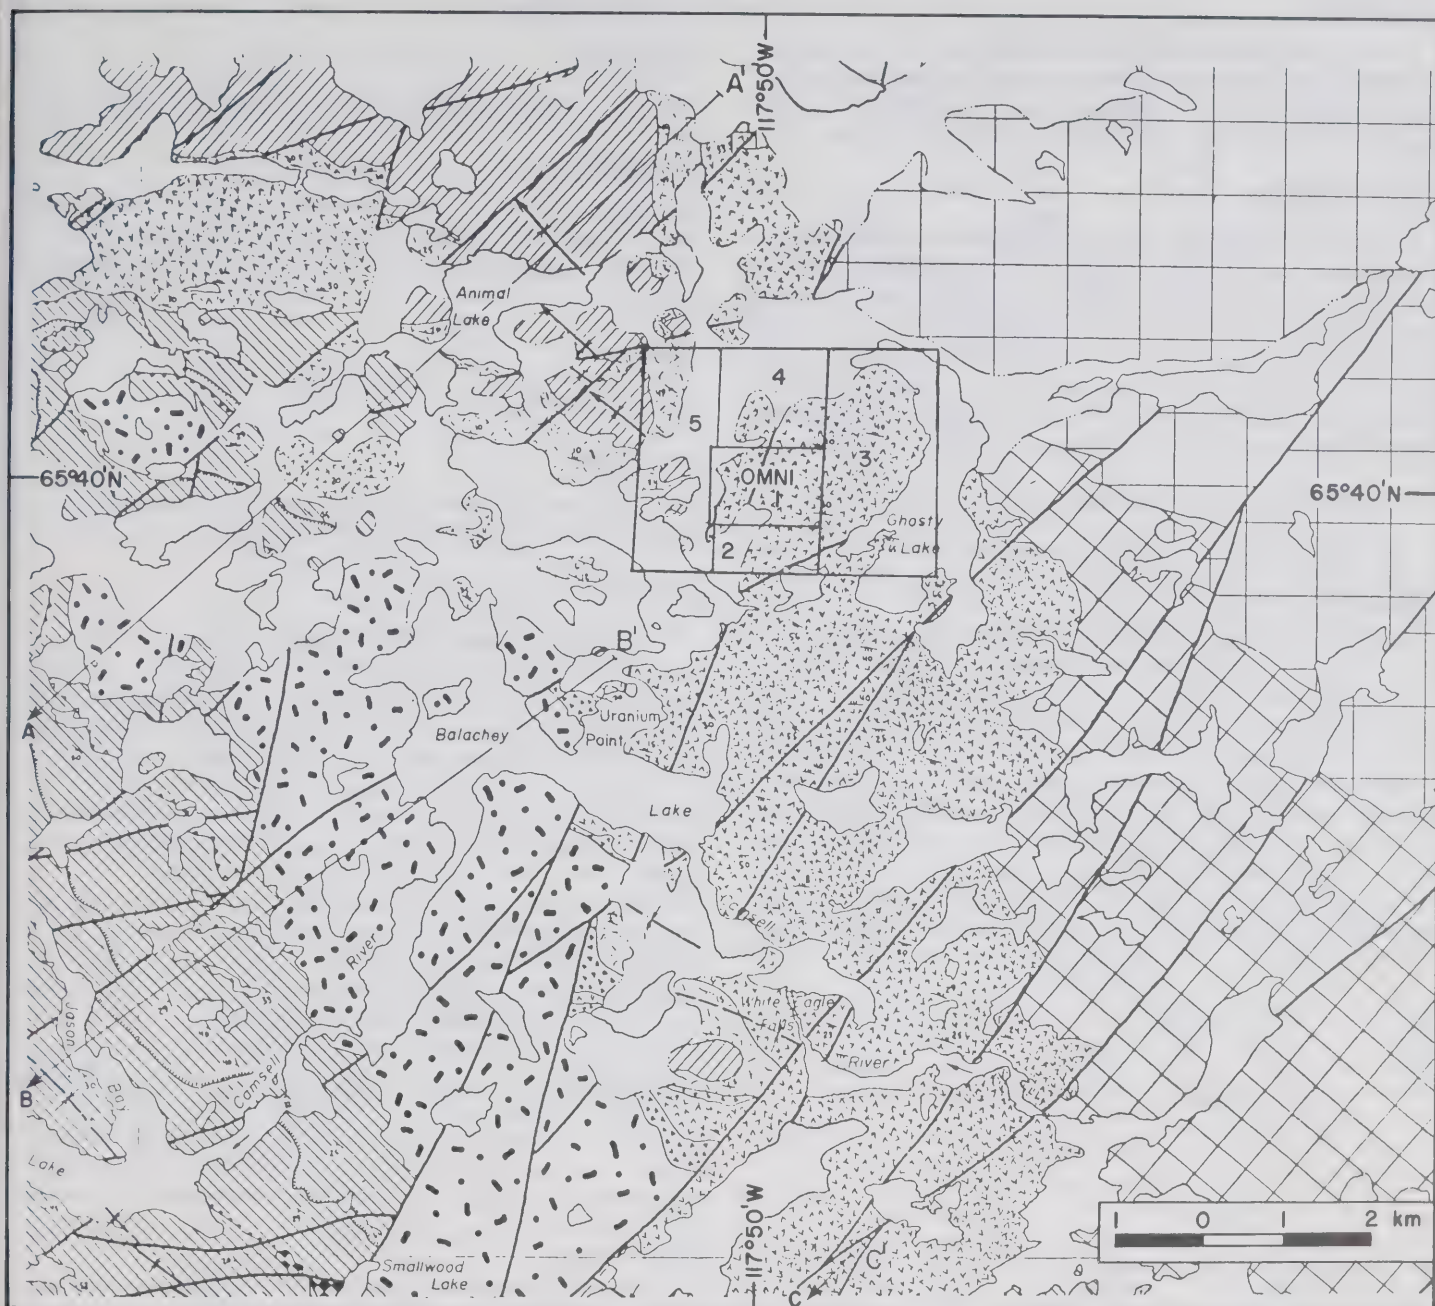 117°50'W
A'
Animal
Lake
4
5
3
65°40'N
OMNI
1
65°40'N
Ghosty
Lake
2
B'
A
Uranium
Point
Balachey
Lake
Camsell
River
White Eagle
Falls
River
Jason
Bay
Camsell
B
Lake
117°50'W
1 0 1 2 km
Smallwood
Lake
C'
C